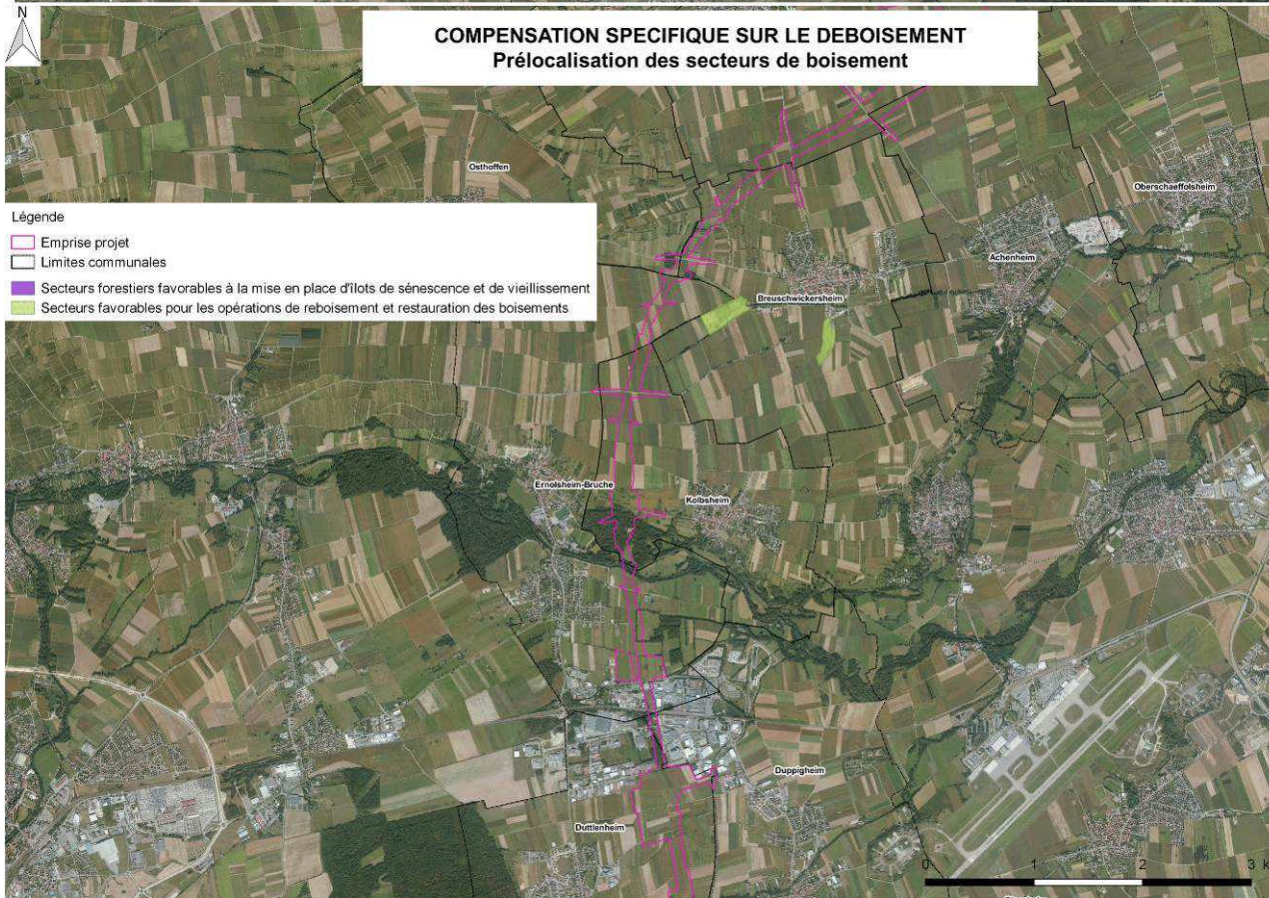 N
COMPENSATION SPECIFIQUE SUR LE DEBOISEMENT
Prélocalisation des secteurs de boisement
Osthoffen
Oberschaeffolsheim
Légende
Emprise projet
Limites communales
Secteurs forestiers favorables à la mise en place d'îlots de sénescence et de vieillissement
Secteurs favorables pour les opérations de reboisement et restauration des boisements
Achenheim
Breuschwickersheim
Ernolsheim-Bruche
Kolbsheim
Duppigheim
Duttlenheim
0 1 2 3 k